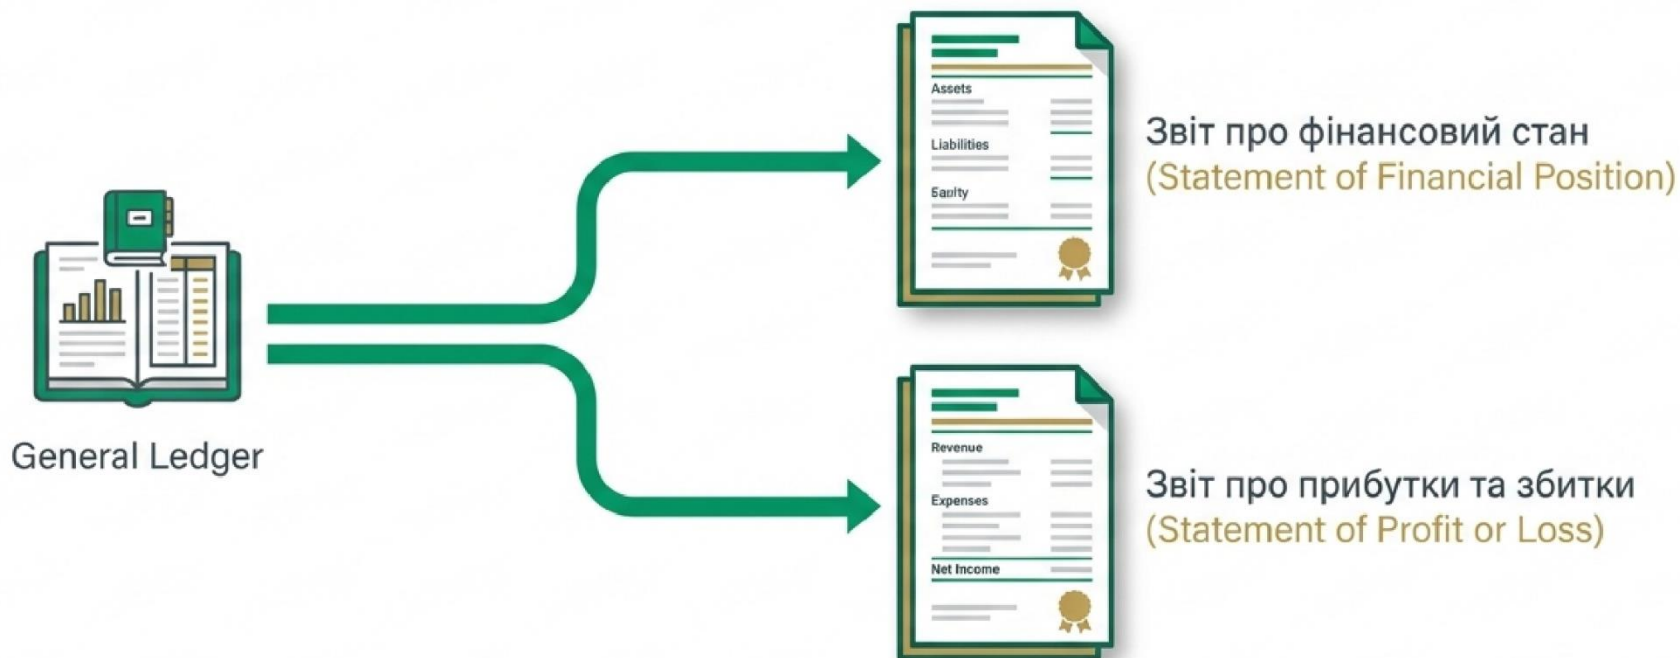 General Ledger
Assets
Liabilities
Баσity
Звіт про фінансовий стан
(Statement of Financial Position)
Revenue
Expenses
Net Income
Звіт про прибутки та збитки
(Statement of Profit or Loss)